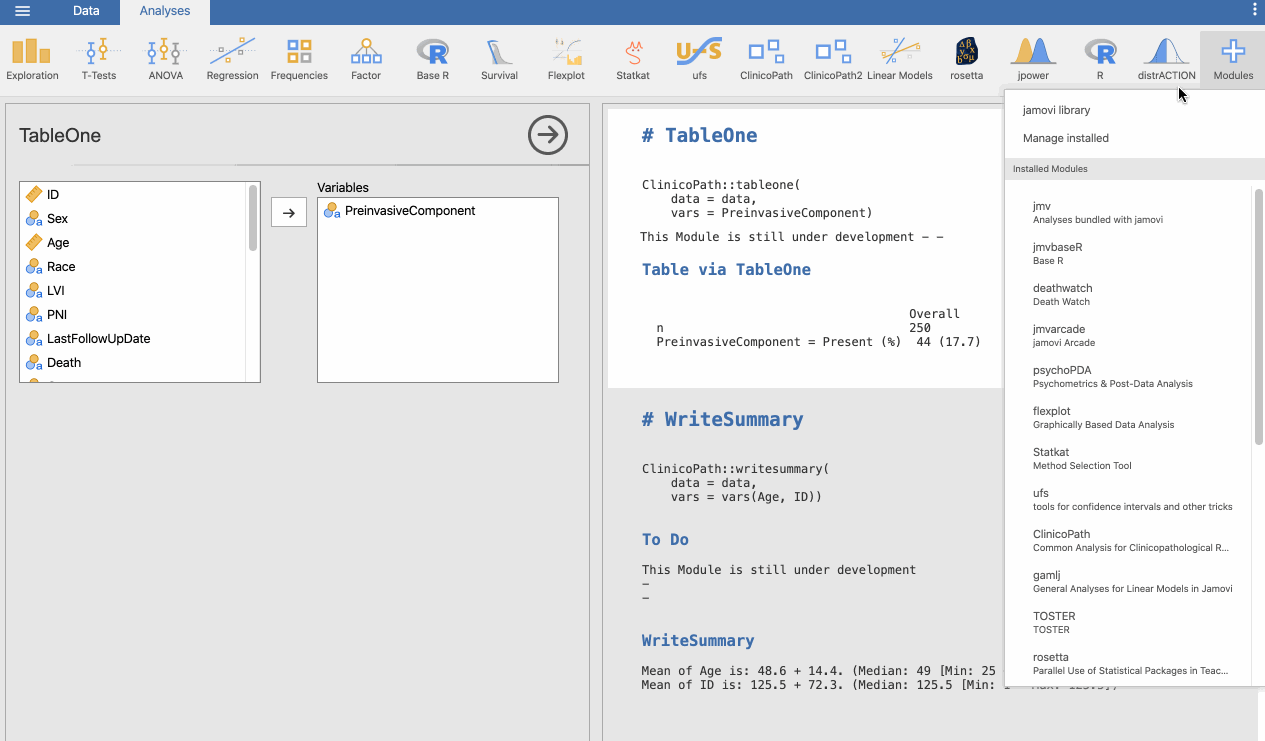 Data Analyses
Exploration T-Tests ANOVA Regression Frequencies Factor Base R Survival Flexplot Statkat ufs ClinicoPath ClinicoPath2 Linear Models rosetta jpower R distrACTION Modules
TableOne
ID
Sex
Age
Race
LVI
PNI
LastFollowUpDate
Death
Variables
PreinvasiveComponent
# TableOne
ClinicoPath::tableone(
data = data,
vars = PreinvasiveComponent)
This Module is still under development - -
Table via TableOne
Overall
n 250
PreinvasiveComponent = Present (%) 44 (17.7)
# WriteSummary
ClinicoPath::writesummary(
data = data,
vars = vars(Age, ID))
To Do
This Module is still under development
-
-
WriteSummary
Mean of Age is: 48.6 + 14.4. (Median: 49 [Min: 25
Mean of ID is: 125.5 + 72.3. (Median: 125.5 [Min: 1
jamovi library
Manage installed
Installed Modules
jmv
Analyses bundled with jamovi
jmvbaseR
Base R
deathwatch
Death Watch
jmvarcade
jamovi Arcade
psychoPDA
Psychometrics & Post-Data Analysis
flexplot
Graphically Based Data Analysis
Statkat
Method Selection Tool
ufs
tools for confidence intervals and other tricks
ClinicoPath
Common Analysis for Clinicopathological R...
gamlj
General Analyses for Linear Models in Jamovi
TOSTER
TOSTER
rosetta
Parallel Use of Statistical Packages in Teac...